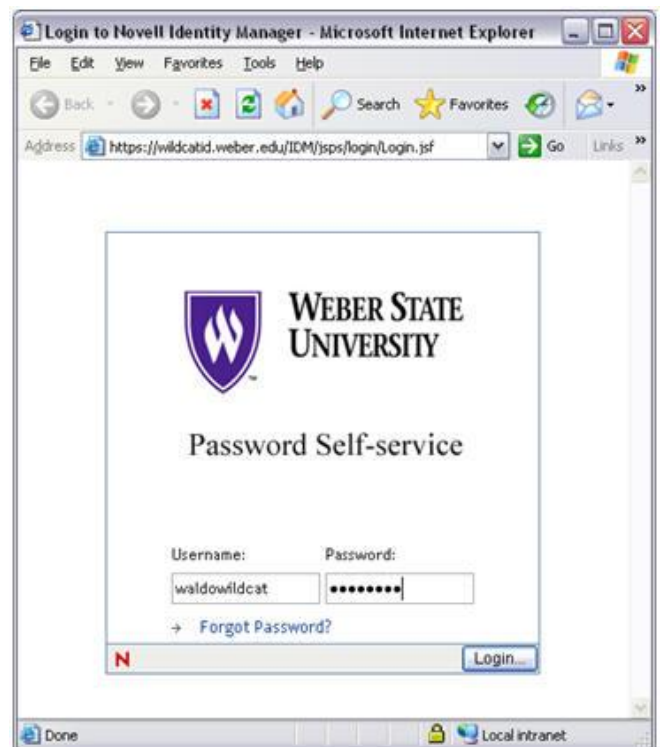 Login to Novell Identity Manager - Microsoft Internet Explorer
File Edit View Favorites Tools Help
Back Search Favorites »
Address https://wildcatid.weber.edu/IDM/jsps/login/Login.jsf Go Links »
WEBER STATE
UNIVERSITY
W
™
Password Self-service
Username: Password:
waldowildcat ••••••••
→ Forgot Password?
N Login...
Done Local intranet